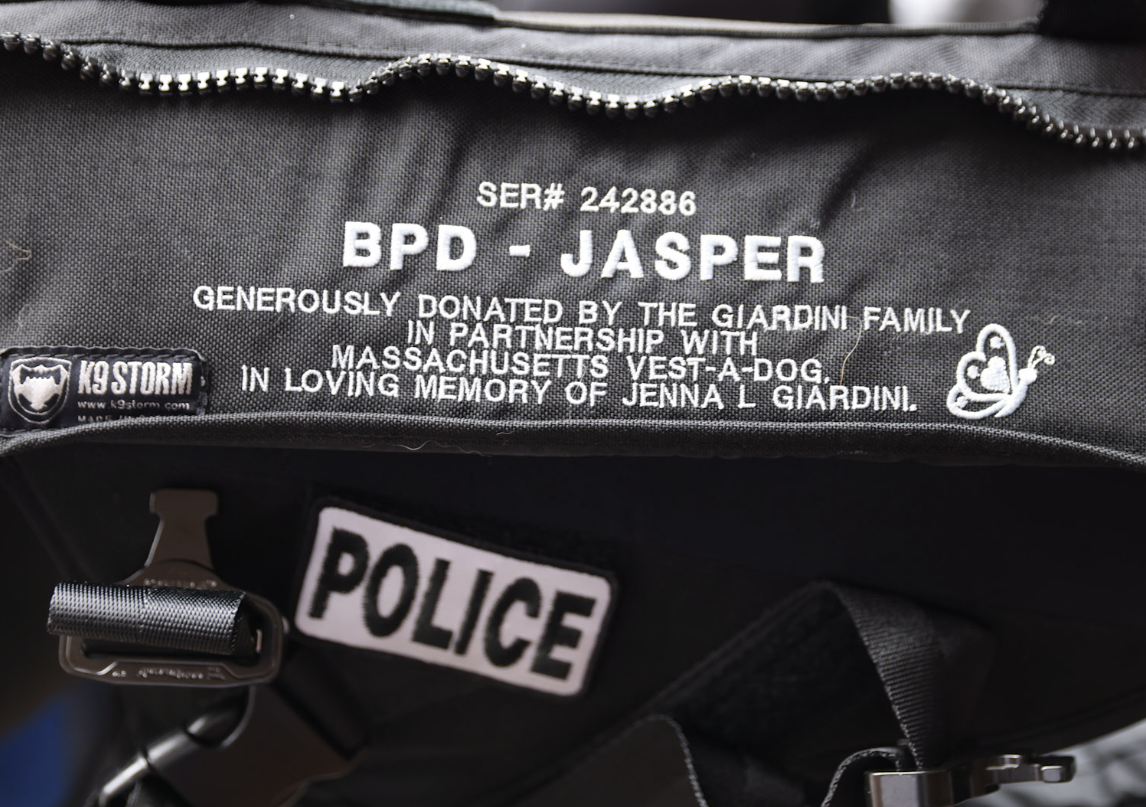 SER# 242886
BPD - JASPER
GENEROUSLY DONATED BY THE GIARDINI FAMILY
IN PARTNERSHIP WITH
MASSACHUSETTS VEST-A-DOG.
IN LOVING MEMORY OF JENNA L GIARDINI.
K9 STORM
www.k9storm.com
POLICE